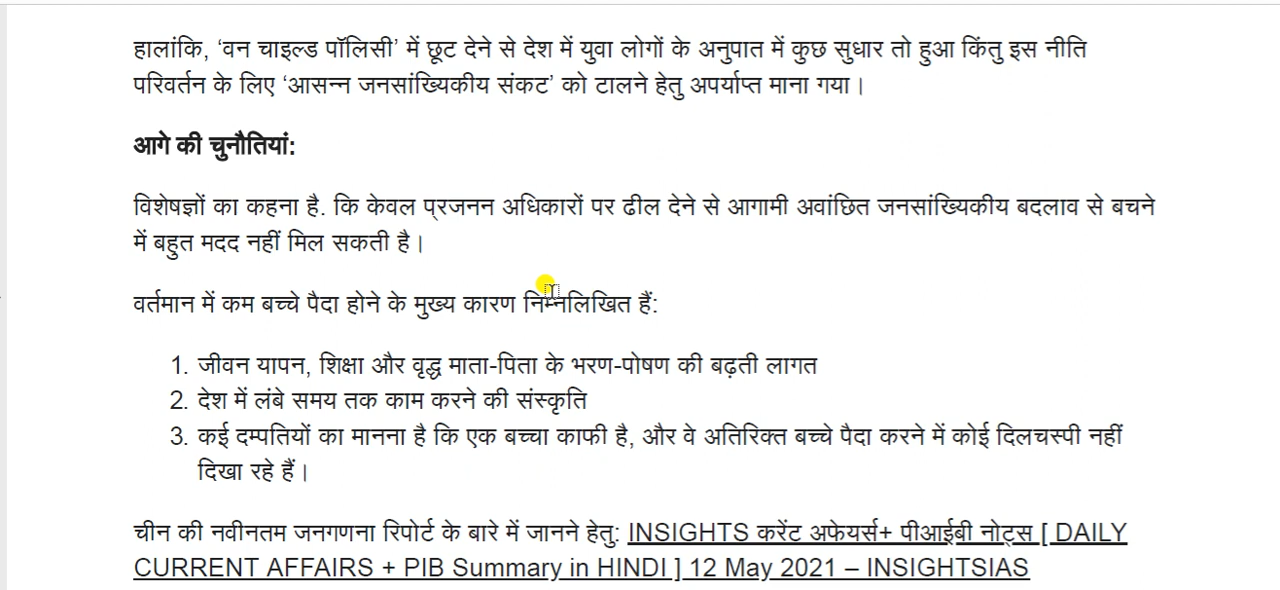 हालांकि, ‘वन चाइल्ड पॉलिसी’ में छूट देने से देश में युवा लोगों के अनुपात में कुछ सुधार तो हुआ किंतु इस नीति
परिवर्तन के लिए ‘आसन्न जनसांख्यिकीय संकट’ को टालने हेतु अपर्याप्त माना गया।
आगे की चुनौतियां:
विशेषज्ञों का कहना है. कि केवल प्रजनन अधिकारों पर ढील देने से आगामी अवांछित जनसांख्यिकीय बदलाव से बचने
में बहुत मदद नहीं मिल सकती है।
वर्तमान में कम बच्चे पैदा होने के मुख्य कारण निम्नलिखित हैं:
1. जीवन यापन, शिक्षा और वृद्ध माता-पिता के भरण-पोषण की बढ़ती लागत
2. देश में लंबे समय तक काम करने की संस्कृति
3. कई दम्पतियों का मानना है कि एक बच्चा काफी है, और वे अतिरिक्त बच्चे पैदा करने में कोई दिलचस्पी नहीं
दिखा रहे हैं।
चीन की नवीनतम जनगणना रिपोर्ट के बारे में जानने हेतु: INSIGHTS करेंट अफेयर्स+ पीआईबी नोट्स [ DAILY
CURRENT AFFAIRS + PIB Summary in HINDI ] 12 May 2021 – INSIGHTSIAS